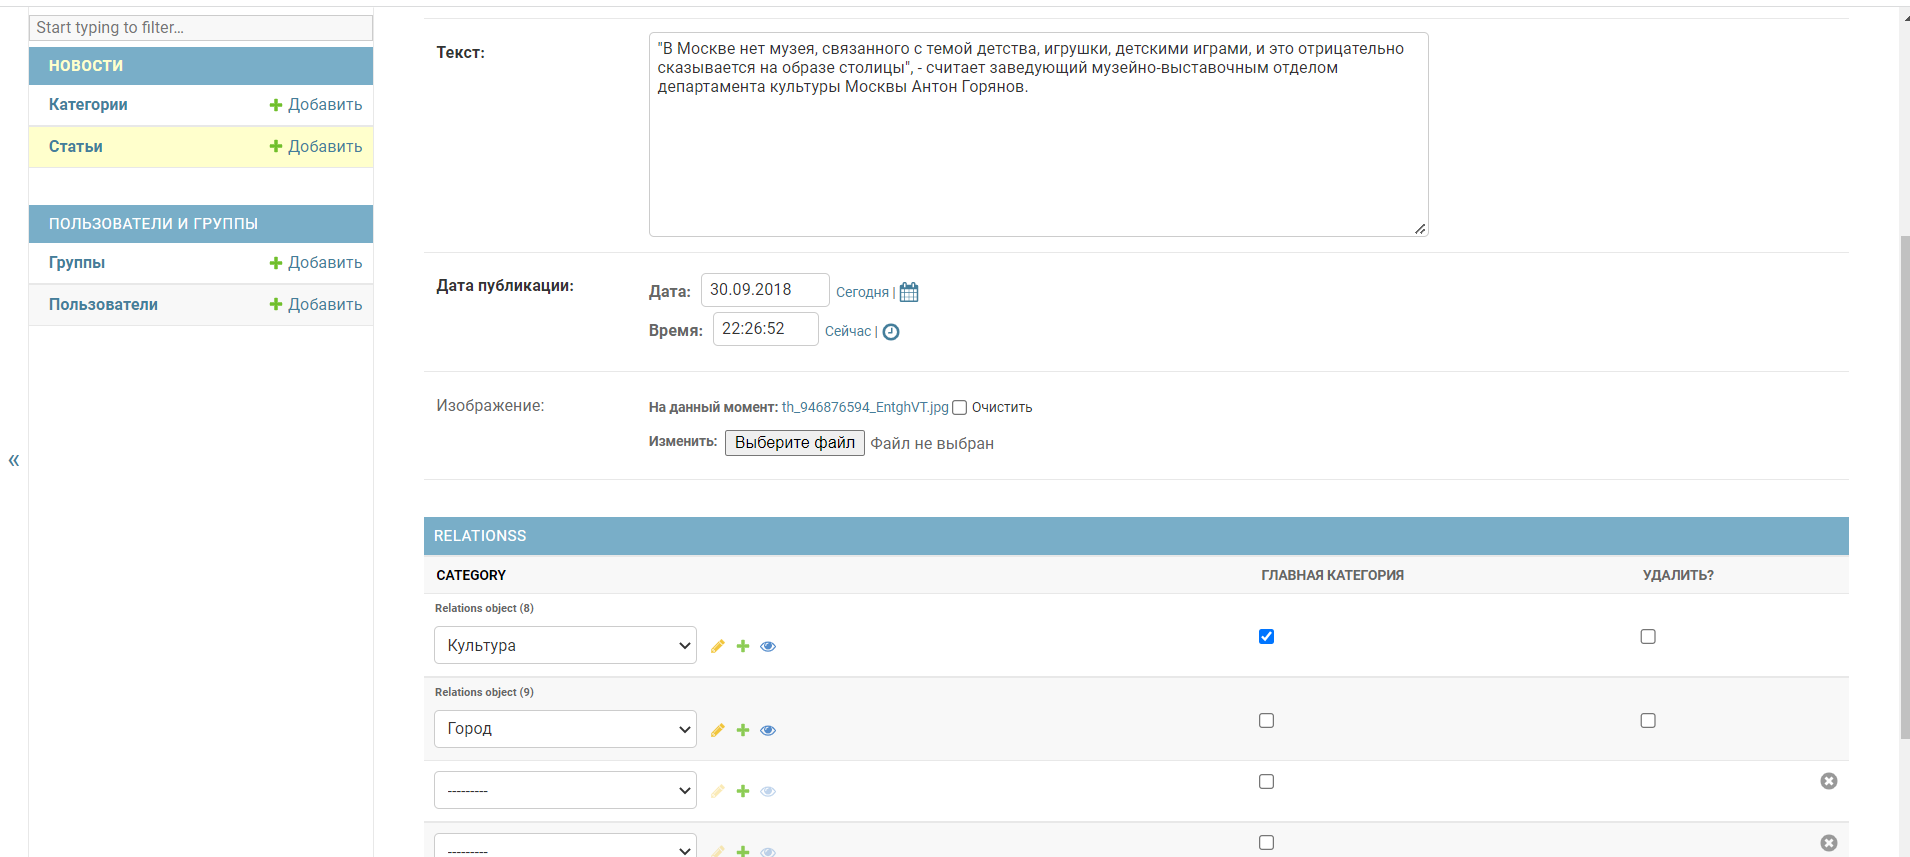 Start typing to filter...
НОВОСТИ
Категории
Добавить
Статьи
Добавить
ПОЛЬЗОВАТЕЛИ И ГРУППЫ
Группы
Добавить
Пользователи
Добавить
«
Текст:
"В Москве нет музея, связанного с темой детства, игрушки, детскими играми, и это отрицательно
сказывается на образе столицы", - считает заведующий музейно-выставочным отделом
департамента культуры Москвы Антон Горянов.
Дата публикации:
Дата: 30.09.2018 Сегодня |
Время: 22:26:52 Сейчас |
Изображение:
На данный момент: th_946876594_EntghVT.jpg Очистить
Изменить: Выберите файл Файл не выбран
RELATIONSS
CATEGORY ГЛАВНАЯ КАТЕГОРИЯ УДАЛИТЬ?
Relations object (8)
Культура
Relations object (9)
Город
---------
---------